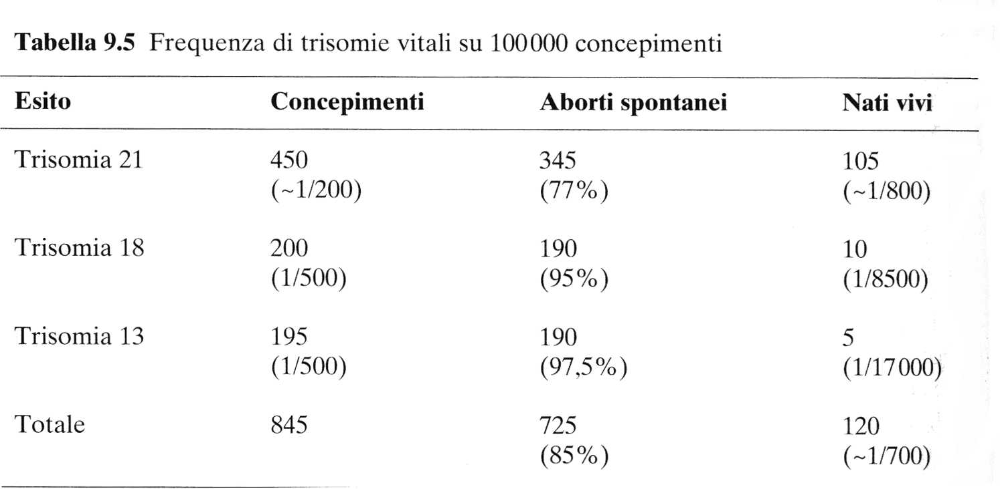 Tabella 9.5 Frequenza di trisomie vitali su 100000 concepimenti
Esito Concepimenti Aborti spontanei Nati vivi
Trisomia 21 450 345 105
(~1/200) (77%) (~1/800)
Trisomia 18 200 190 10
(1/500) (95%) (1/8500)
Trisomia 13 195 190 5
(1/500) (97,5%) (1/17000)
Totale 845 725 120
(85%) (~1/700)